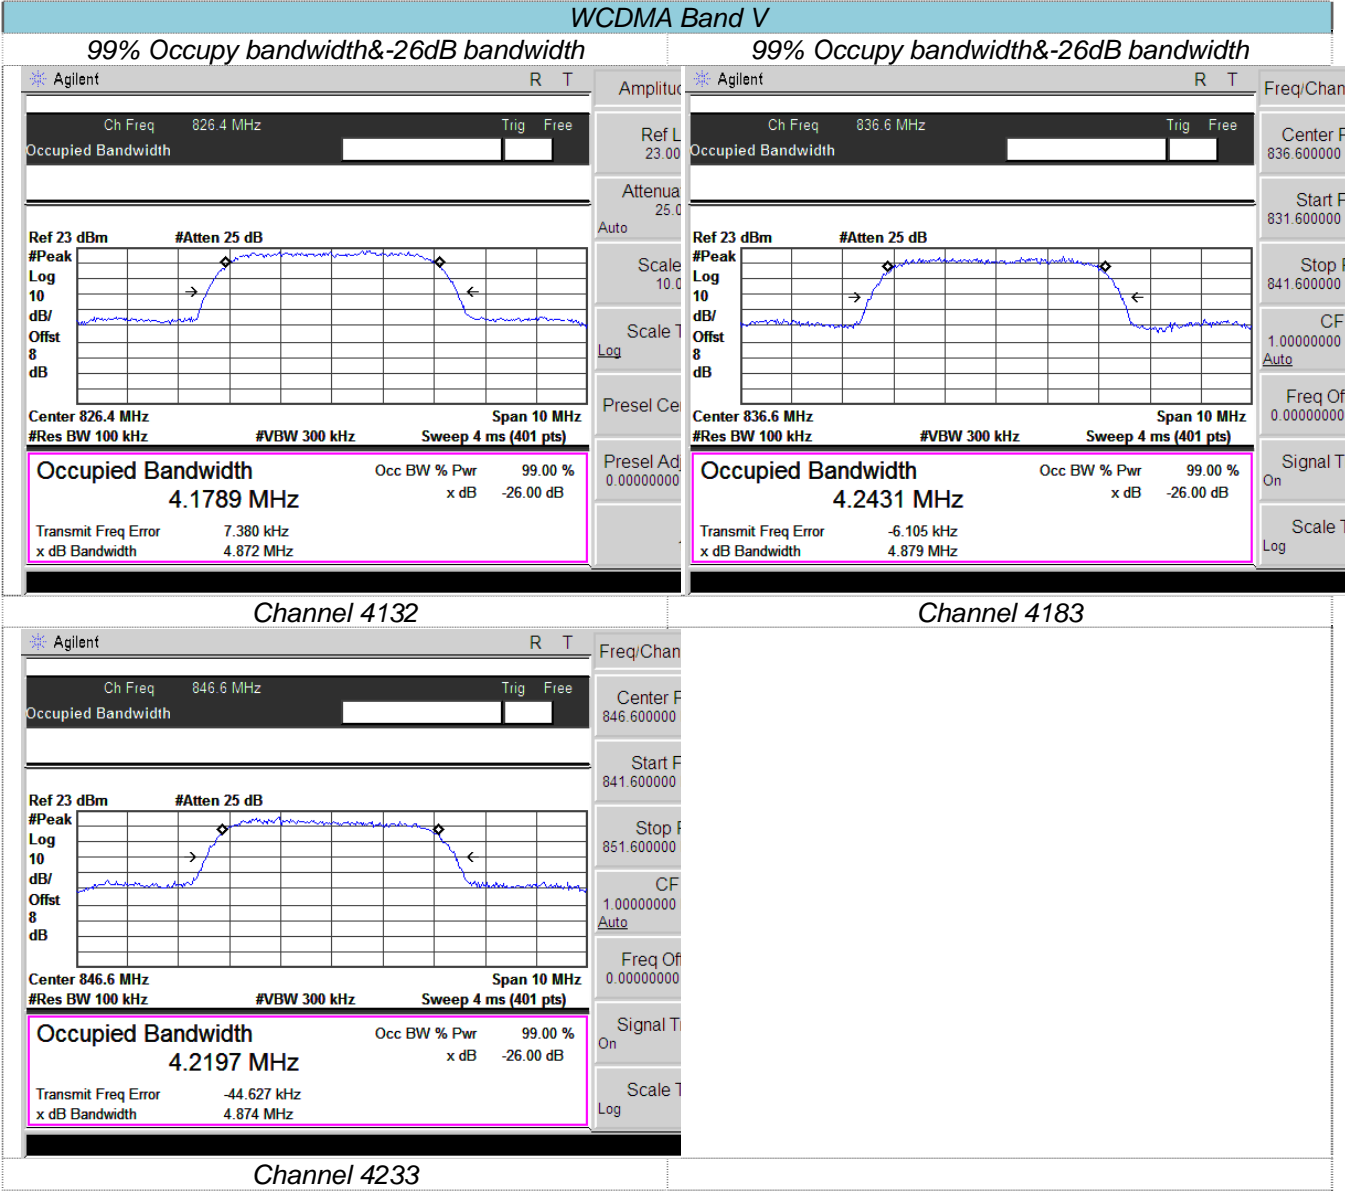 WCDMA Band V
99% Occupy bandwidth&-26dB bandwidth
99% Occupy bandwidth&-26dB bandwidth
Agilent R T
Ch Freq 826.4 MHz Trig Free
Occupied Bandwidth
Ref 23 dBm #Atten 25 dB
#Peak
Log
10
dB/
Offst
8
dB
Center 826.4 MHz Span 10 MHz
#Res BW 100 kHz #VBW 300 kHz Sweep 4 ms (401 pts)
Occupied Bandwidth Occ BW % Pwr 99.00 %
4.1789 MHz x dB -26.00 dB
Transmit Freq Error 7.380 kHz
x dB Bandwidth 4.872 MHz
Amplitud
Ref L
23.00
Attenua
25.0
Auto
Scale
10.0
Scale T
Log
Presel Ce
Presel Adj
0.00000000
Agilent R T
Ch Freq 836.6 MHz Trig Free
Occupied Bandwidth
Ref 23 dBm #Atten 25 dB
#Peak
Log
10
dB/
Offst
8
dB
Center 836.6 MHz Span 10 MHz
#Res BW 100 kHz #VBW 300 kHz Sweep 4 ms (401 pts)
Occupied Bandwidth Occ BW % Pwr 99.00 %
4.2431 MHz x dB -26.00 dB
Transmit Freq Error -6.105 kHz
x dB Bandwidth 4.879 MHz
Freq/Chan
Center F
836.600000
Start F
831.600000
Stop F
841.600000
CF
1.00000000
Auto
Freq Of
0.00000000
Signal T
On
Scale T
Log
Channel 4132
Channel 4183
Agilent R T
Ch Freq 846.6 MHz Trig Free
Occupied Bandwidth
Ref 23 dBm #Atten 25 dB
#Peak
Log
10
dB/
Offst
8
dB
Center 846.6 MHz Span 10 MHz
#Res BW 100 kHz #VBW 300 kHz Sweep 4 ms (401 pts)
Occupied Bandwidth Occ BW % Pwr 99.00 %
4.2197 MHz x dB -26.00 dB
Transmit Freq Error -44.627 kHz
x dB Bandwidth 4.874 MHz
Freq/Chan
Center F
846.600000
Start F
841.600000
Stop F
851.600000
CF
1.00000000
Auto
Freq Off
0.00000000
Signal T
On
Scale T
Log
Channel 4233